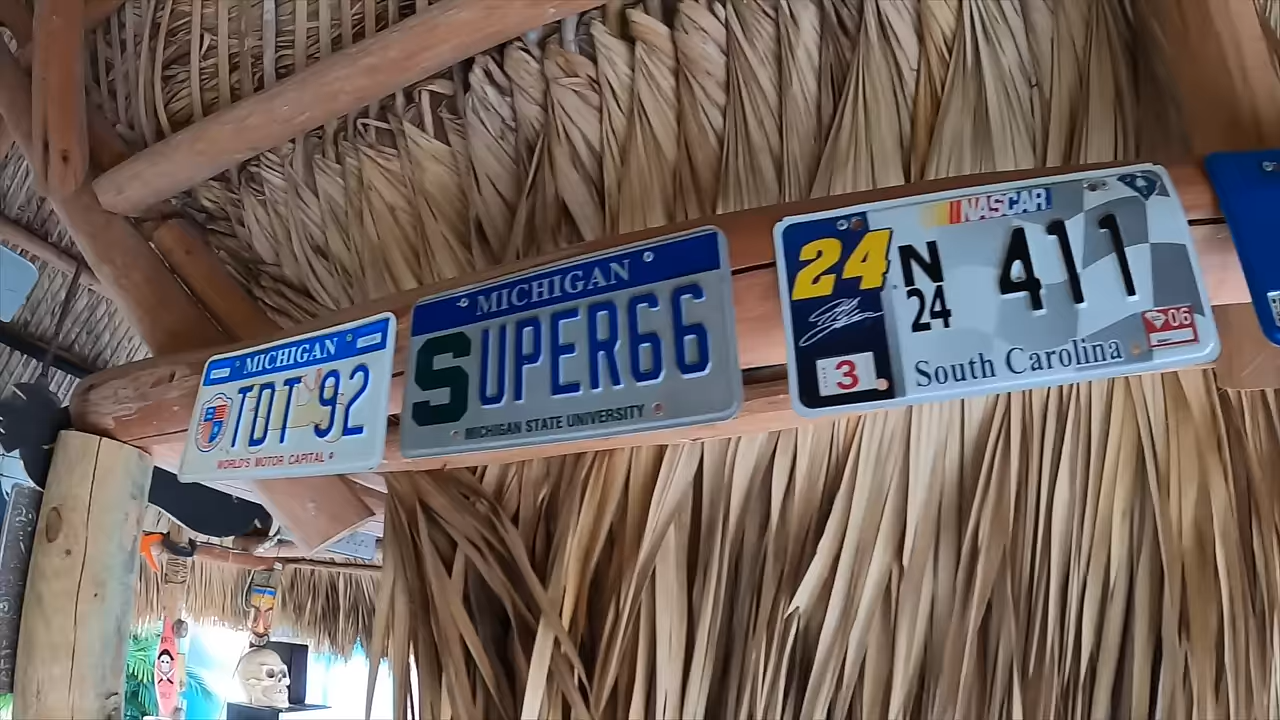 MICHIGAN
TDT 92
WORLD'S MOTOR CAPITAL
MICHIGAN
SUPER66
MICHIGAN STATE UNIVERSITY
NASCAR
24
N
24
411
3
06
South Carolina